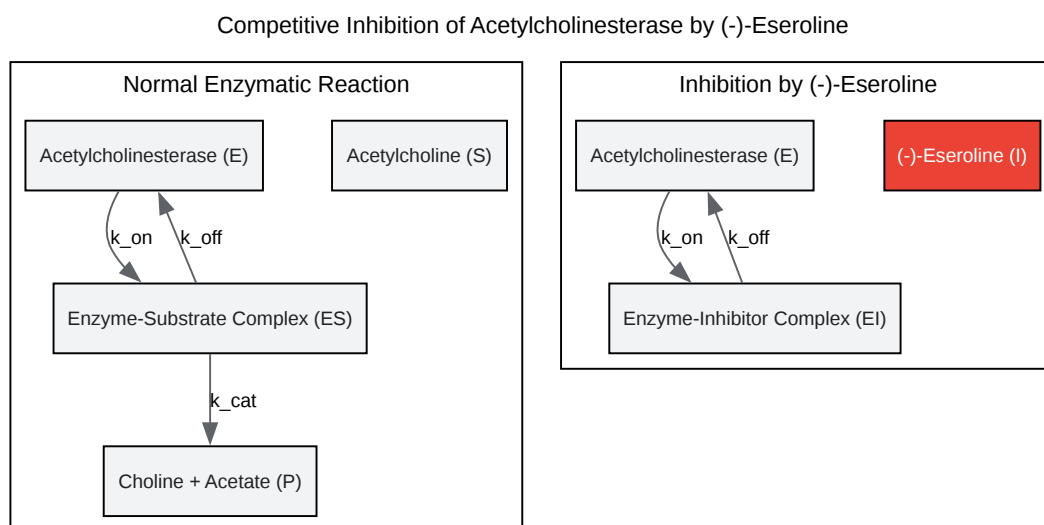 Competitive Inhibition of Acetylcholinesterase by (-)-Eseroline
Normal Enzymatic Reaction
Acetylcholinesterase (E)
Acetylcholine (S)
k_on
k_off
Enzyme-Substrate Complex (ES)
k_cat
Choline + Acetate (P)
Inhibition by (-)-Eseroline
Acetylcholinesterase (E)
(-)-Eseroline (I)
k_on
k_off
Enzyme-Inhibitor Complex (EI)